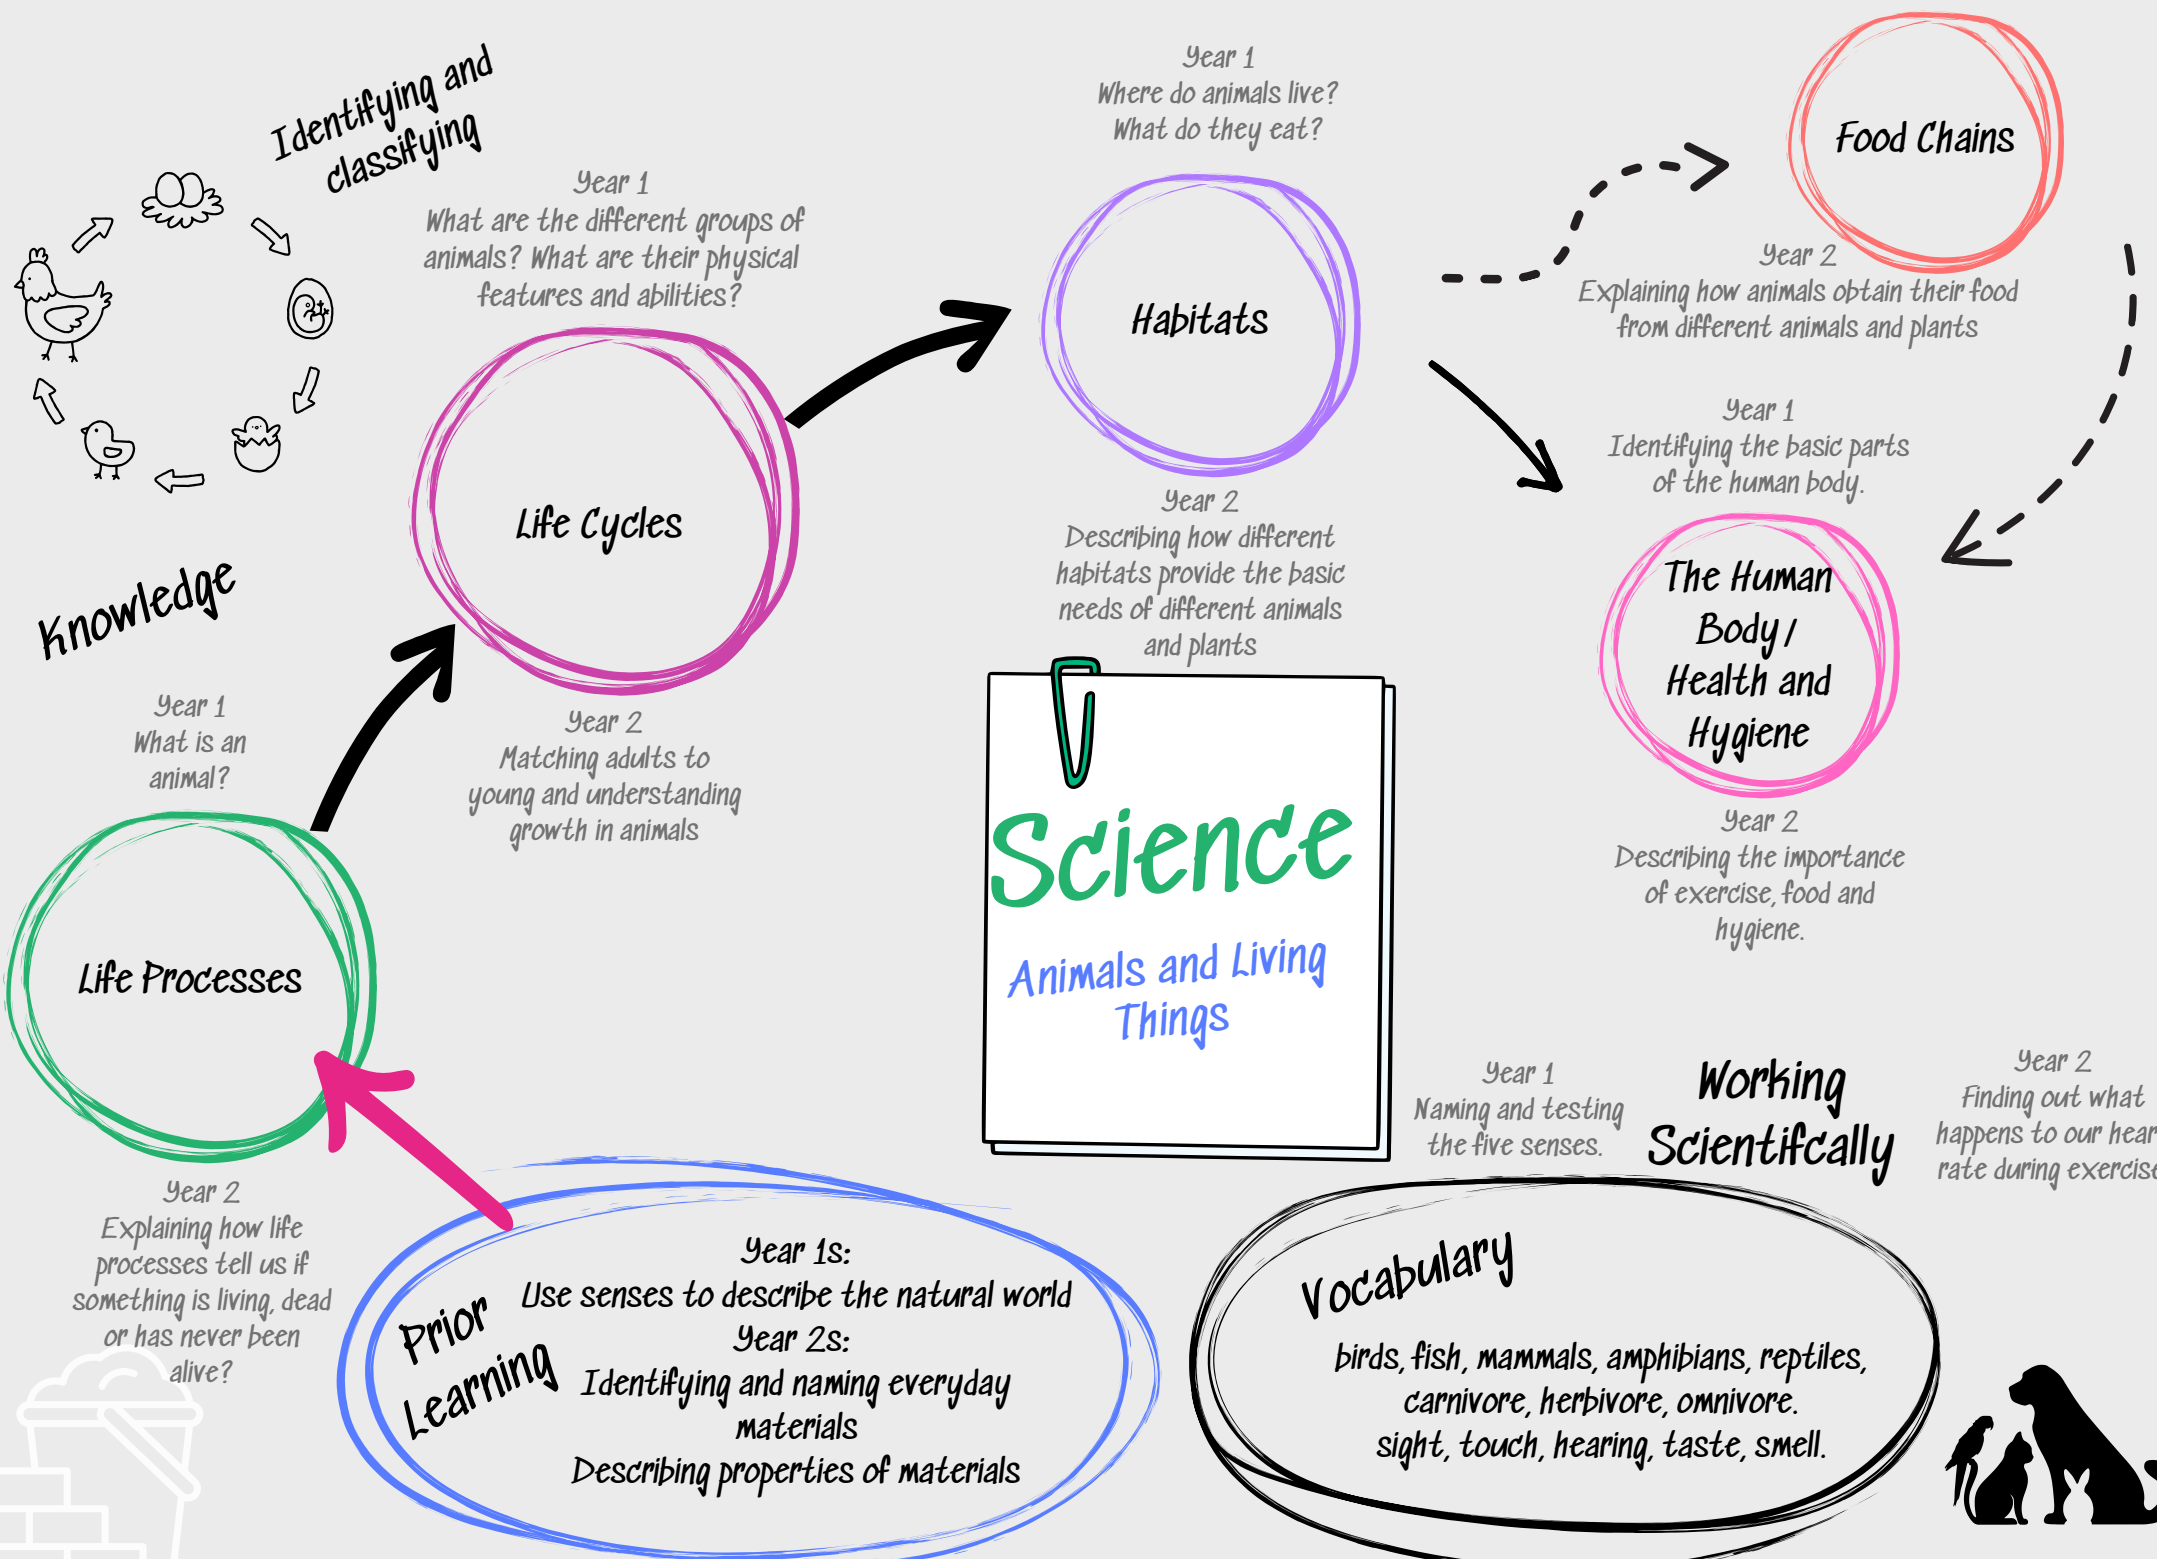 Identifying and
classifying
Year 1
What are the different groups of
animals? What are their physical
features and abilities?
Life Cycles
Year 2
Matching adults to
young and understanding
growth in animals
Year 1
Where do animals live?
What do they eat?
Habitats
Year 2
Describing how different
habitats provide the basic
needs of different animals
and plants
Food Chains
Year 2
Explaining how animals obtain their food
from different animals and plants
Year 1
Identifying the basic parts
of the human body.
The Human
Body/
Health and
Hygiene
Year 2
Describing the importance
of exercise, food and
hygiene.
Knowledge
Year 1
What is an
animal?
Life Processes
Year 2
Explaining how life
processes tell us if
something is living, dead
or has never been
alive?
Science
Animals and Living
Things
Year 1
Naming and testing
the five senses.
Working
Scientifcally
Year 2
Finding out what
happens to our hear
rate during exercise
Prior
Learning
Year 1s:
Use senses to describe the natural world
Year 2s:
Identifying and naming everyday
materials
Describing properties of materials
Vocabulary
birds, fish, mammals, amphibians, reptiles,
carnivore, herbivore, omnivore.
sight, touch, hearing, taste, smell.